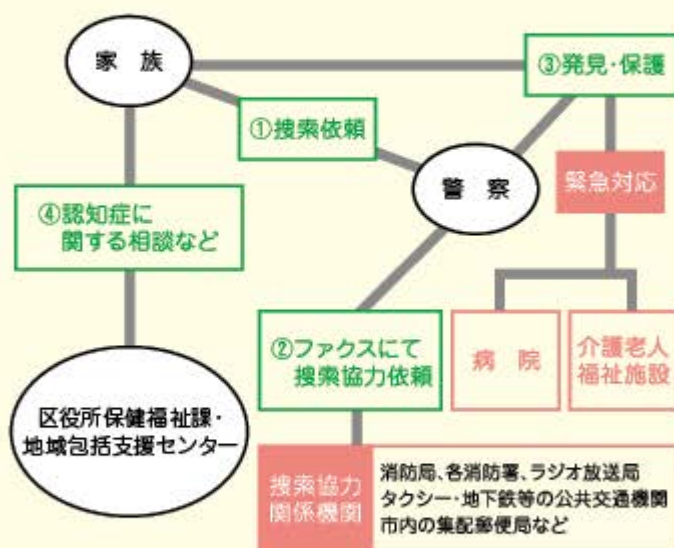 家 族
③発見・保護
①捜索依頼
警 察
緊急対応
④認知症に
関する相談など
②ファクスにて
捜索協力依頼
病 院
介護老人
福祉施設
区役所保健福祉課・
地域包括支援センター
捜索協力
関係機関
消防局、各消防署、ラジオ放送局
タクシー・地下鉄等の公共交通機関
市内の集配郵便局など